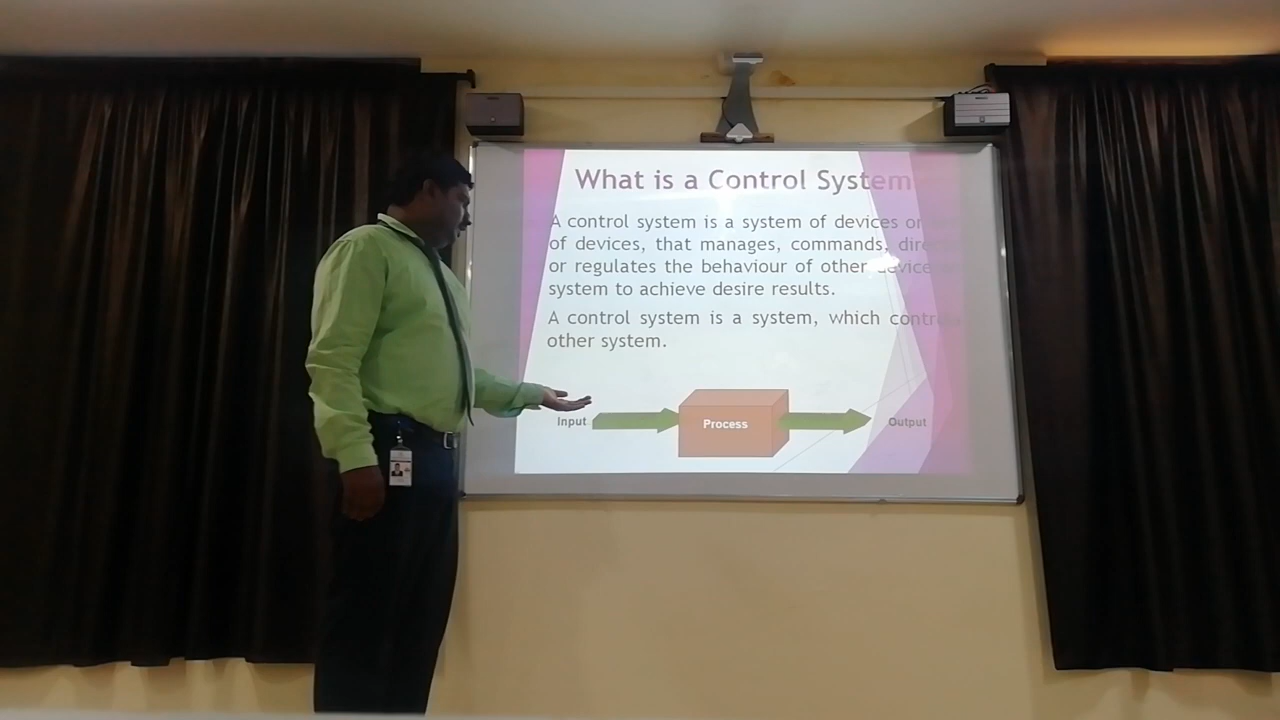 What is a Control System
A control system is a system of devices or
of devices, that manages, commands,
or regulates the behaviour of other device
system to achieve desire results.
A control system is a system, which
other system.
Input
Process
Output